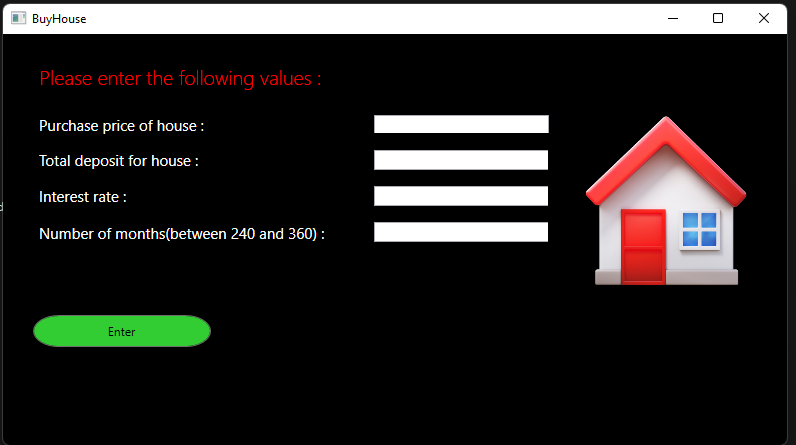 BuyHouse
Please enter the following values :
Purchase price of house :
Total deposit for house :
Interest rate :
Number of months(between 240 and 360) :
Enter